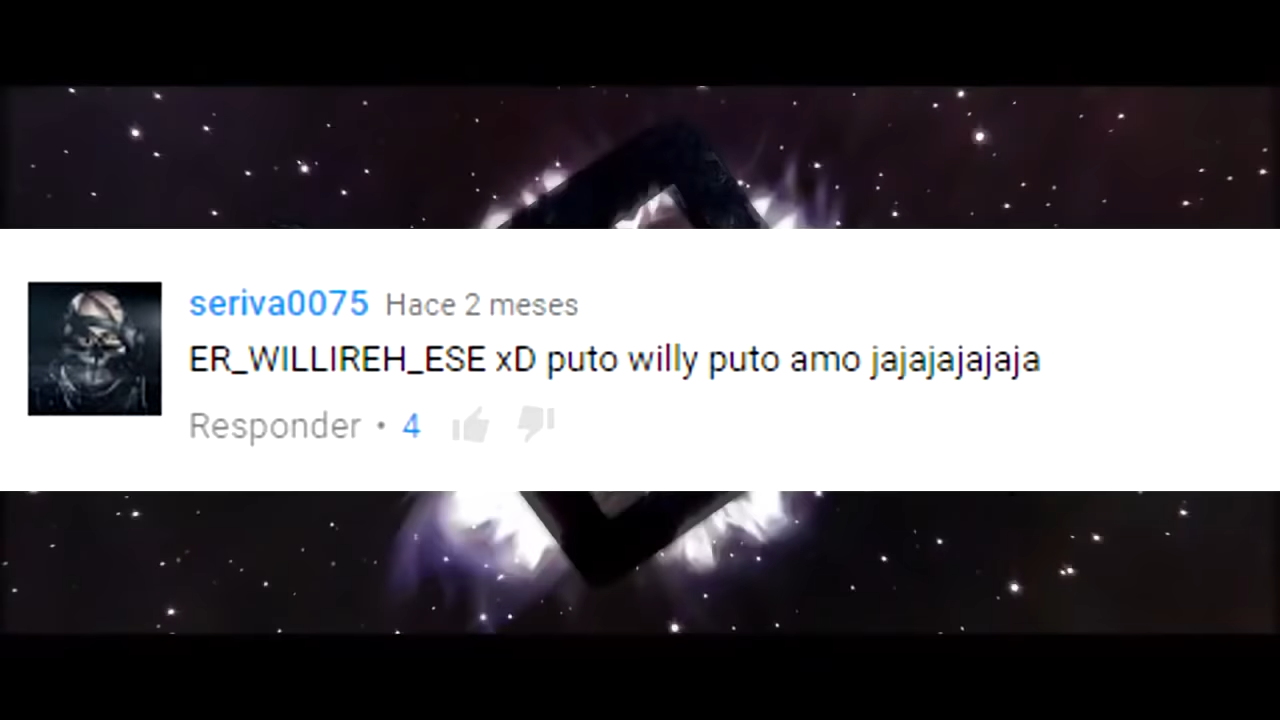 seriva0075 Hace 2 meses
ER_WILLIREH_ESE xD puto willy puto amo jajajajajaja
Responder • 4